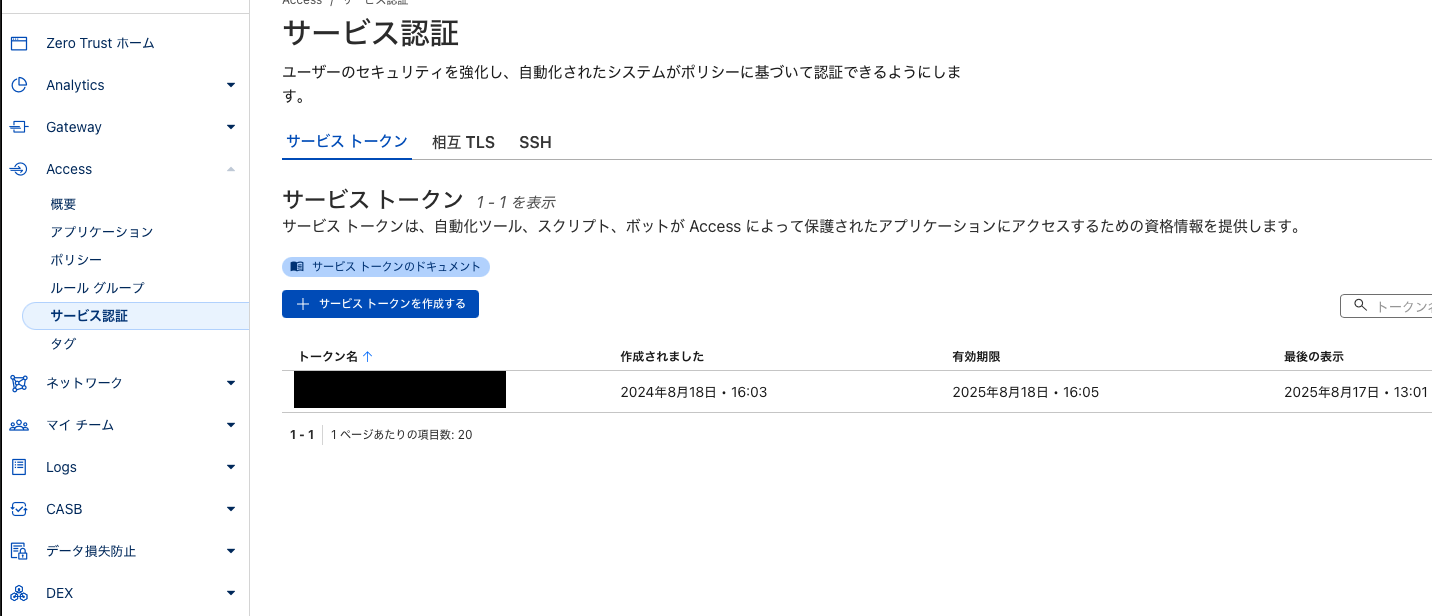 Access / サービス認証
サービス認証
ユーザーのセキュリティを強化し、自動化されたシステムがポリシーに基づいて認証できるようにしま
す。
Zero Trust ホーム
Analytics
Gateway
Access
概要
アプリケーション
ポリシー
ルール グループ
サービス認証
タグ
ネットワーク
マイ チーム
Logs
CASB
データ損失防止
DEX
サービス トークン 相互 TLS SSH
サービス トークン 1 - 1 を表示
サービス トークンは、自動化ツール、スクリプト、ボットが Access によって保護されたアプリケーションにアクセスするための資格情報を提供します。
サービス トークンのドキュメント
サービス トークンを作成する
トークン名
トークン名 作成されました 有効期限 最後の表示
2024年8月18日・16:03 2025年8月18日・16:05 2025年8月17日・13:01
1 - 1 1 ページあたりの項目数: 20